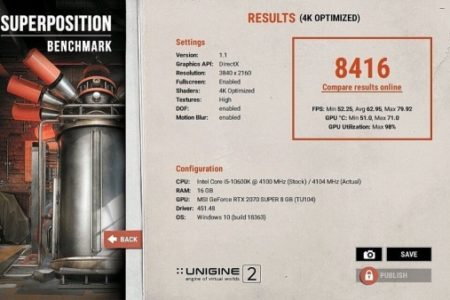 SUPERPOSITION
BENCHMARK
RESULTS (4K OPTIMIZED)
Settings
Version: 1.1
Graphics API: DirectX
Resolution: 3840 x 2160
Fullscreen: Enabled
Shaders: 4K Optimized
Textures: High
DOF: enabled
Motion Blur: enabled
8416
Compare results online
FPS: Min 52.25, Avg 62.95, Max 79.92
GPU °C: Min 51.0, Max 71.0
GPU Utilization: Max 98%
Configuration
CPU: Intel Core i5-10600K @ 4100 MHz (Stock) / 4104 MHz (Actual)
RAM: 16 GB
GPU: MSI GeForce RTX 2070 SUPER 8 GB (TU104)
Driver: 451.48
OS: Windows 10 (build 18363)
BACK
UNIGINE 2
engine of virtual worlds
SAVE
PUBLISH